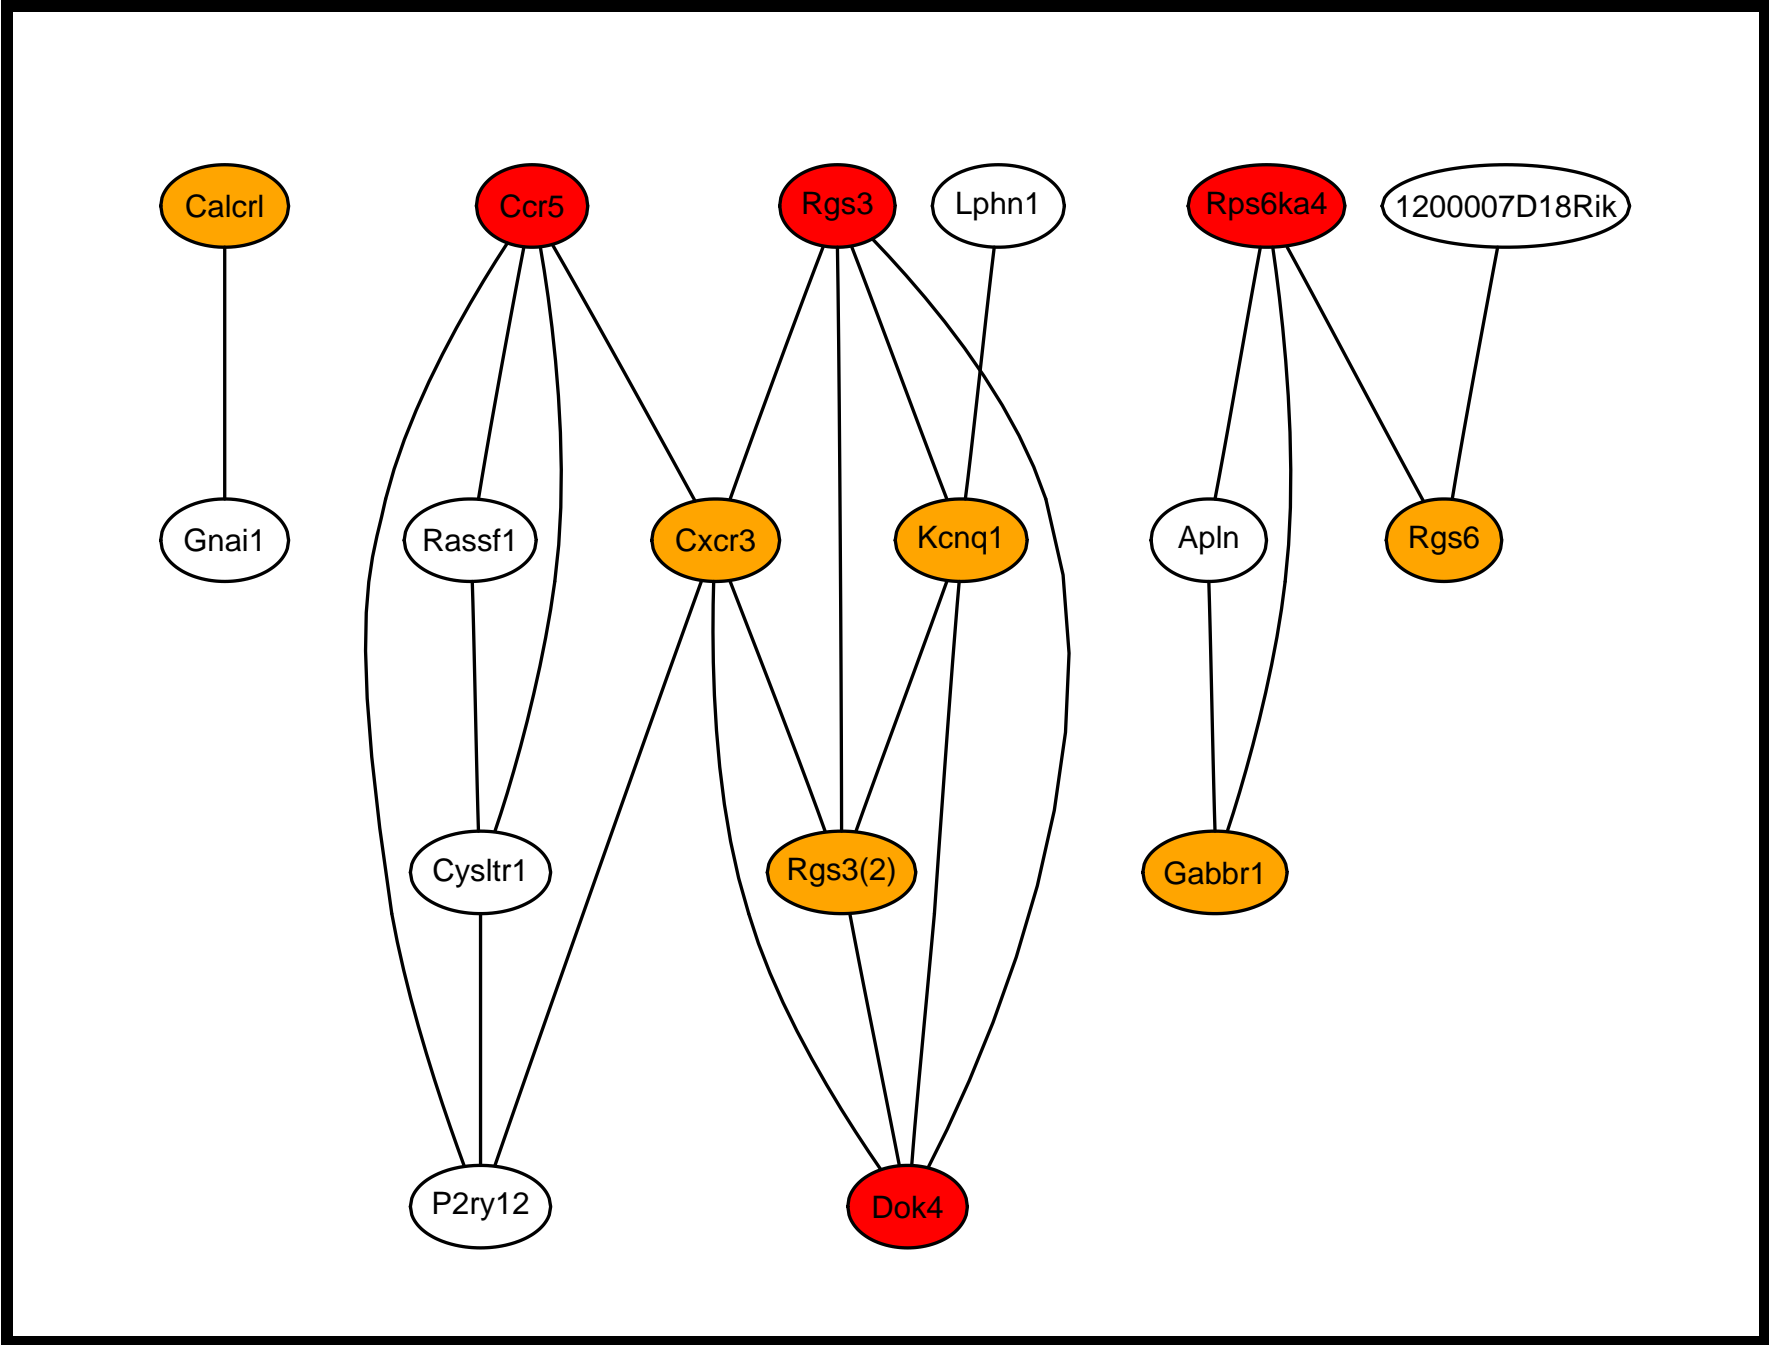 Calcrl
Ccr5
Rgs3
Lphn1
Rps6ka4
1200007D18Rik
Gnai1
Rassf1
Cxcr3
Kcnq1
Apln
Rgs6
Cysltr1
Rgs3(2)
Gabbr1
P2ry12
Dok4